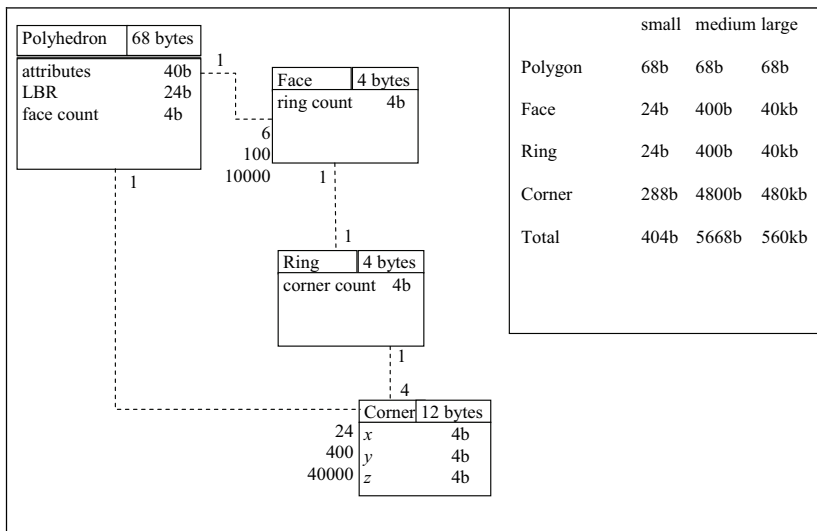 Polyhedron 68 bytes
attributes 40b
LBR 24b
face count 4b
1
Face 4 bytes
ring count 4b
6
100
10000
1
1
1
Ring 4 bytes
corner count 4b
1
4
Corner 12 bytes
24 x 4b
400 y 4b
40000 z 4b
small medium large
Polygon 68b 68b 68b
Face 24b 400b 40kb
Ring 24b 400b 40kb
Corner 288b 4800b 480kb
Total 404b 5668b 560kb